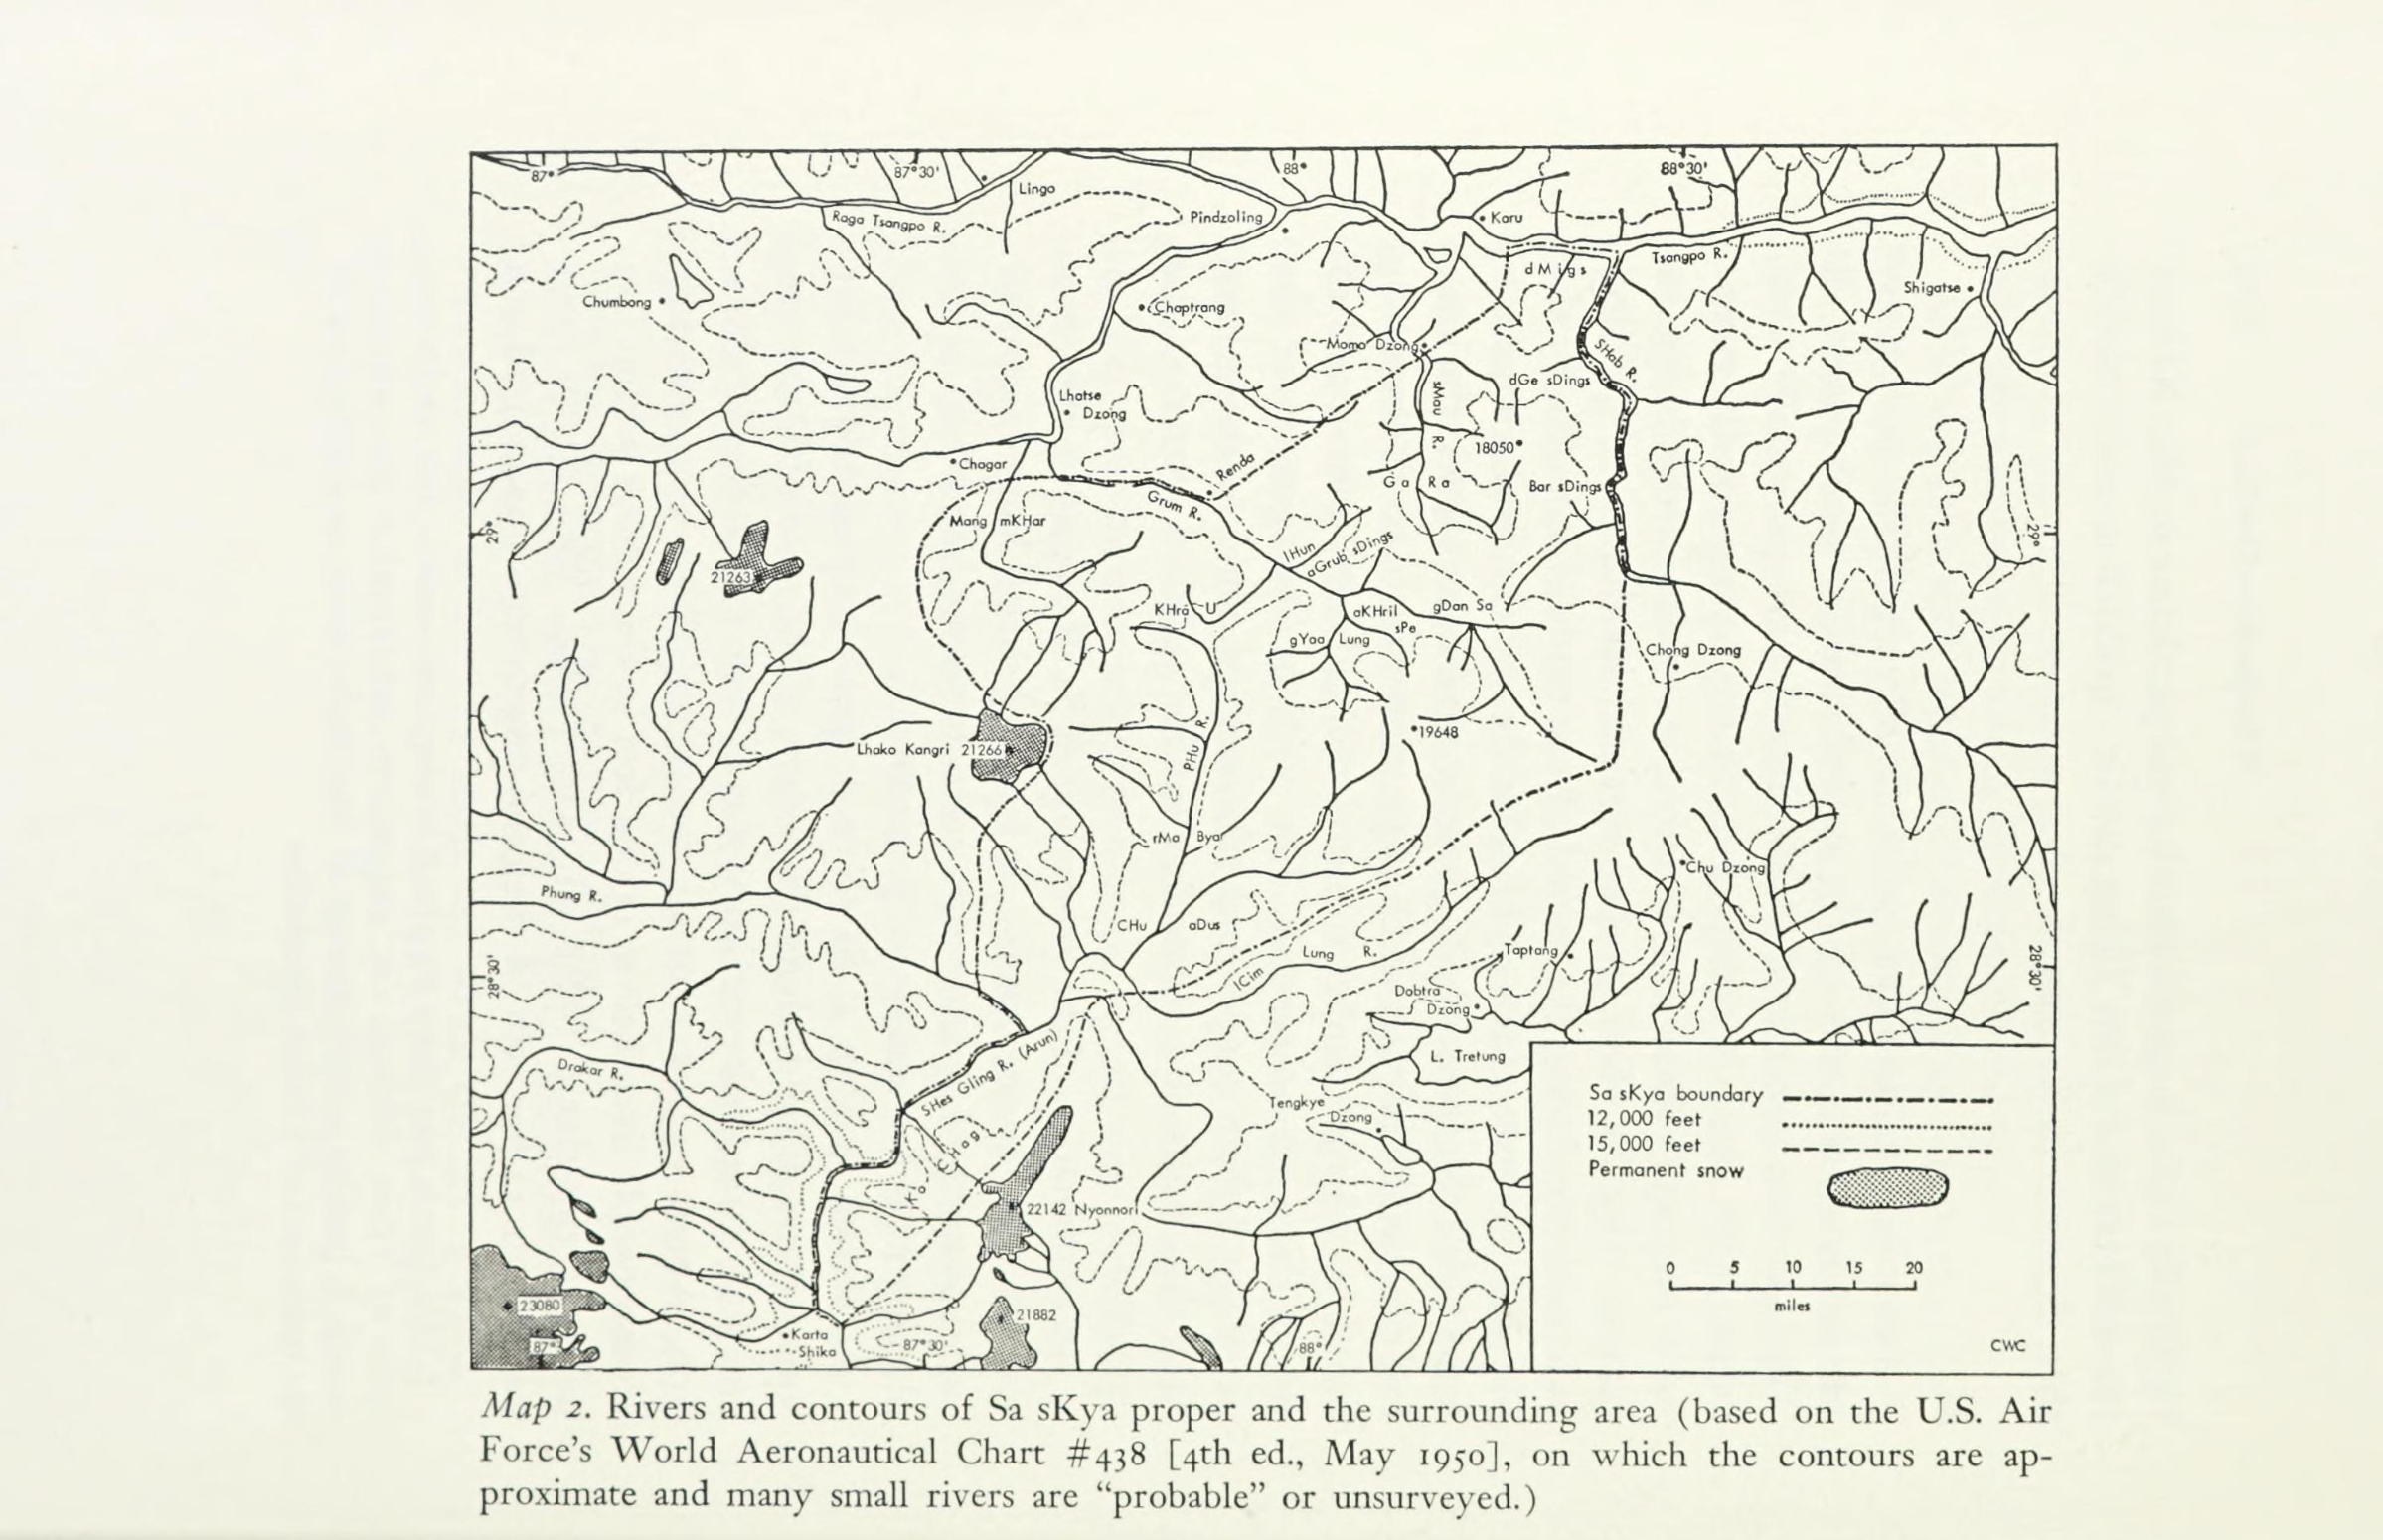 87°
87°30'
88°
88°30'
Lingo
Raga Tsangpo R.
Pindzoling
Karu
Tsangpo R.
dMigs
Shigatse
Chumbong
Chaptrang
Momo Dzong
SHab R.
dGe sDings
Lhatse
Dzong
sMau R.
18050
Chagar
Renda
Ga Ra
Bar sDings
Grum R.
Mang mKHar
29°
29°
lHun
aGrub sDings
21263
KHra U
aKHril
gDan Sa
sPe
gYaa Lung
Chong Dzong
19648
PHu R.
Lhako Kangri 21266
rMa Bya
Chu Dzong
Phung R.
CHu
aDus
Lung R.
lCim
Taptang
28°30'
28°30'
Dobtra
Dzong
L. Tretung
Drakar R.
SHes Gling R. (Arun)
Tengkye
Dzong
Ko CHag
22142 Nyonnori
23080
21882
Karta
Shika
87°
87°30'
88°
Sa sKya boundary
12,000 feet
15,000 feet
Permanent snow
0 5 10 15 20
miles
CWC
Map 2. Rivers and contours of Sa sKya proper and the surrounding area (based on the U.S. Air
Force's World Aeronautical Chart #438 [4th ed., May 1950], on which the contours are ap-
proximate and many small rivers are “probable” or unsurveyed.)